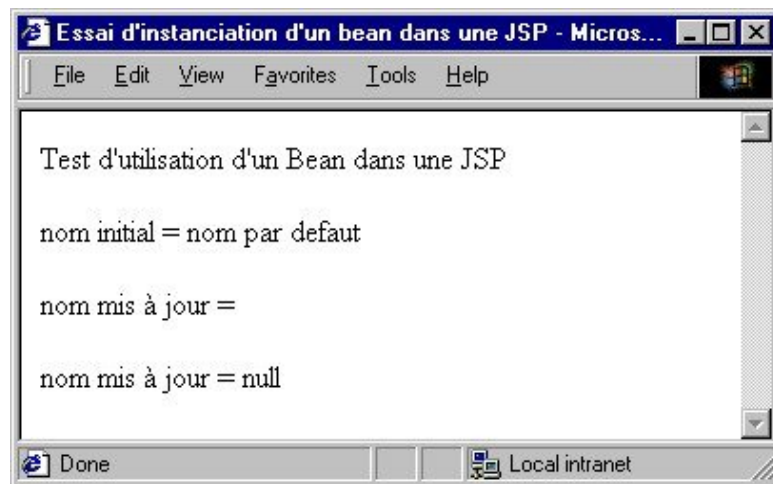 Essai d'instanciation d'un bean dans une JSP - Micros...
File Edit View Favorites Tools Help
Test d'utilisation d'un Bean dans une JSP
nom initial = nom par defaut
nom mis à jour =
nom mis à jour = null
Done Local intranet